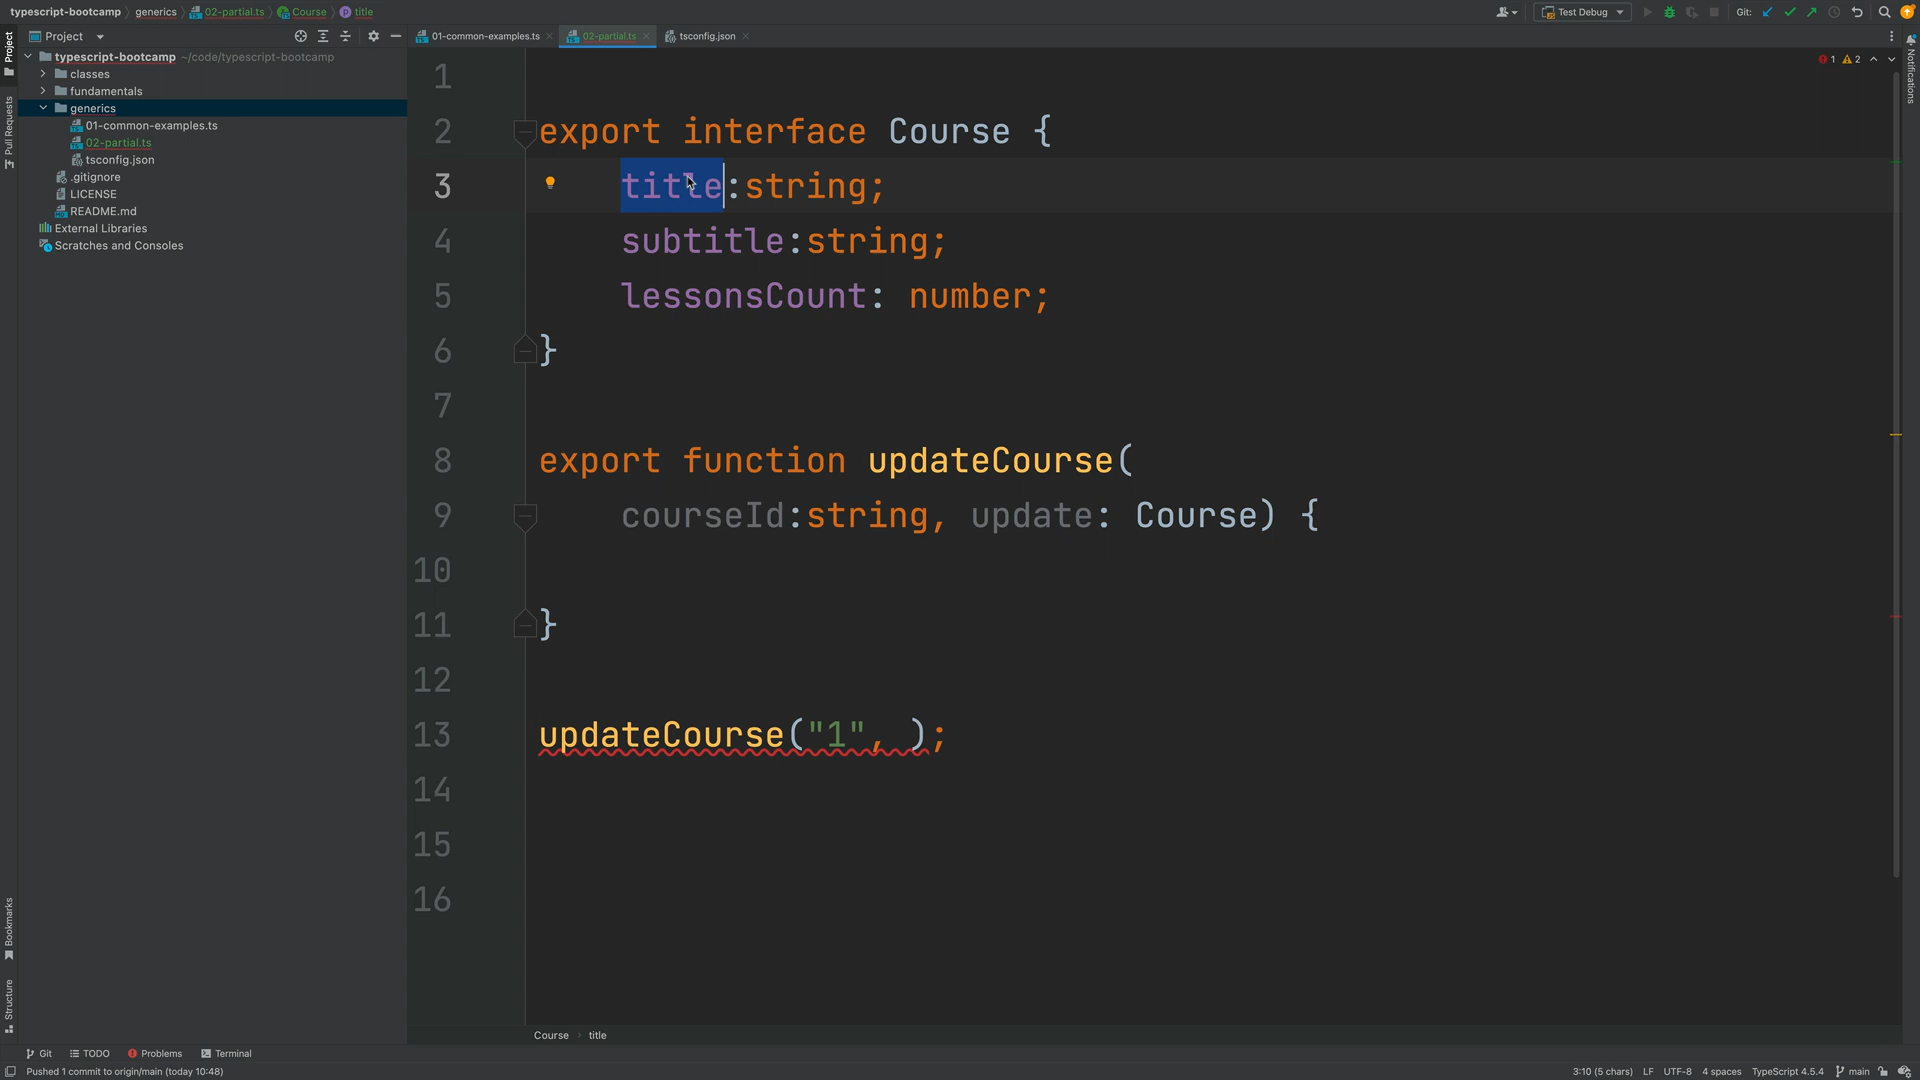 typescript-bootcamp generics 02-partial.ts Course title
Test Debug
Git:
Project
01-common-examples.ts
02-partial.ts
tsconfig.json
typescript-bootcamp ~/code/typescript-bootcamp
classes
fundamentals
generics
01-common-examples.ts
02-partial.ts
tsconfig.json
.gitignore
LICENSE
README.md
External Libraries
Scratches and Consoles
Project
Pull Requests
Bookmarks
Structure
Notifications
1 2
1
2 export interface Course {
3 title:string;
4 subtitle:string;
5 lessonsCount: number;
6 }
7
8 export function updateCourse(
9 courseId:string, update: Course) {
10
11 }
12
13 updateCourse("1", );
14
15
16
Course title
Git TODO Problems Terminal
Pushed 1 commit to origin/main (today 10:48)
3:10 (5 chars) LF UTF-8 4 spaces TypeScript 4.5.4 main